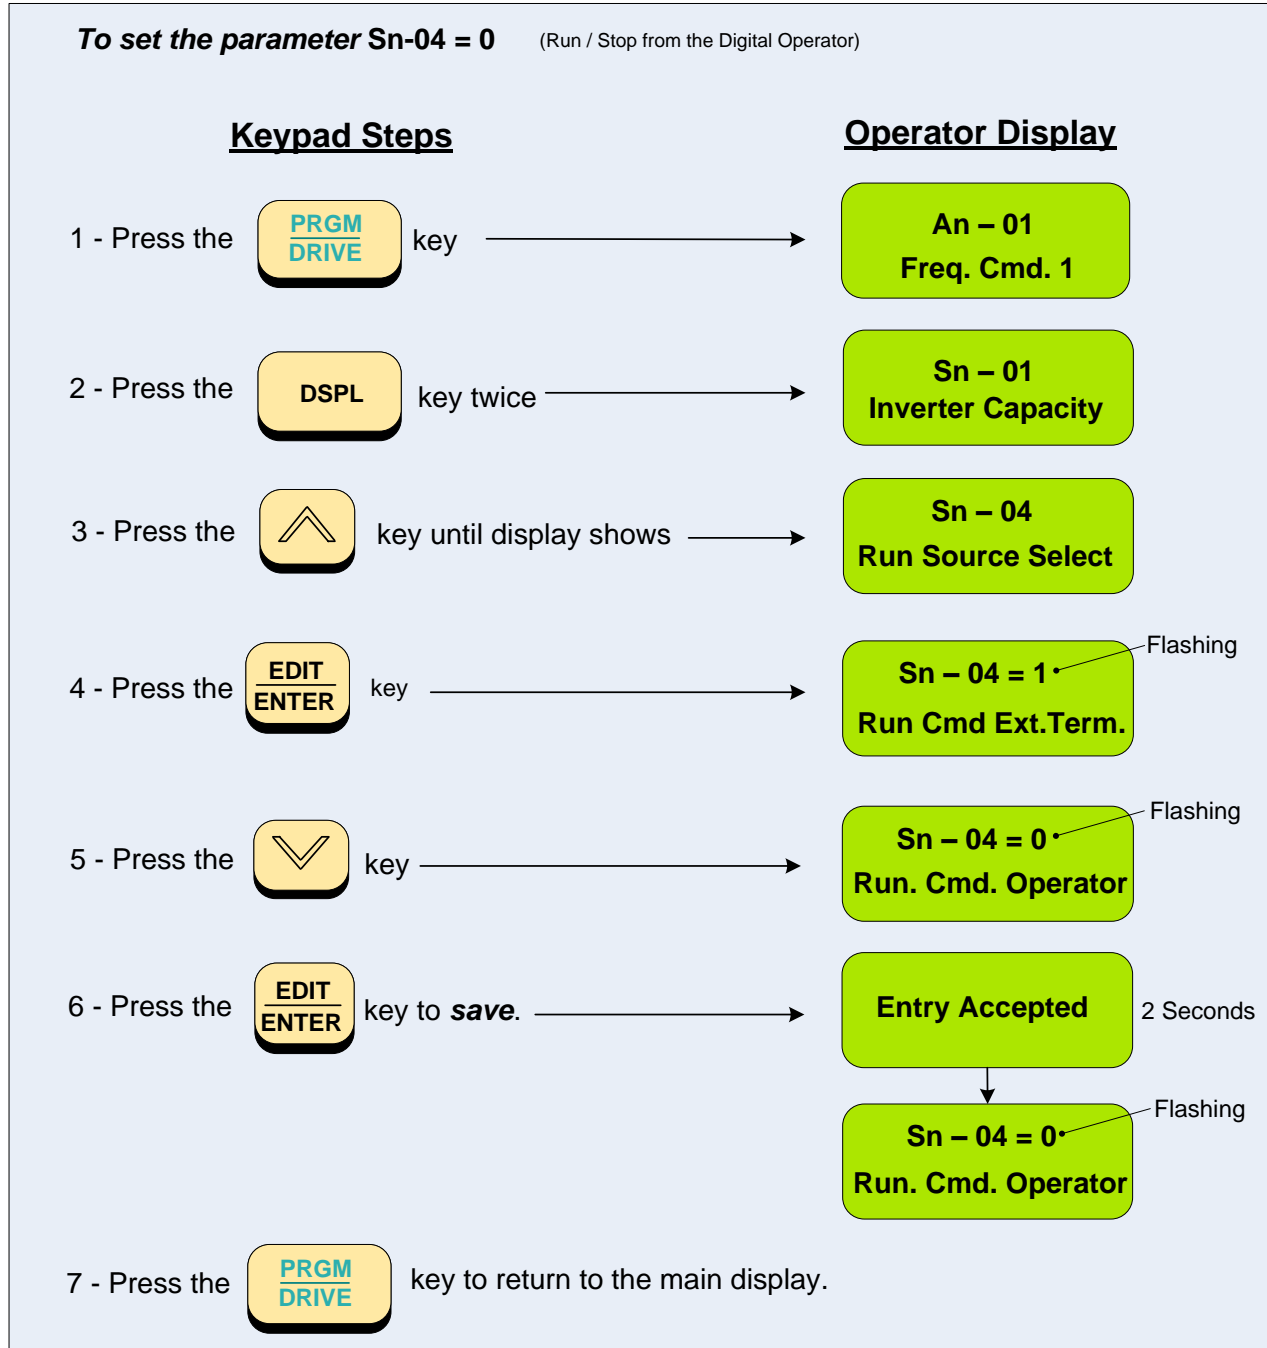 To set the parameter Sn-04 = 0 (Run / Stop from the Digital Operator)
Keypad Steps
Operator Display
1 - Press the
PRGM
DRIVE
key
An – 01
Freq. Cmd. 1
2 - Press the
DSPL
key twice
Sn – 01
Inverter Capacity
3 - Press the
key until display shows
Sn – 04
Run Source Select
4 - Press the
EDIT
ENTER
key
Sn – 04 = 1
Run Cmd Ext.Term.
Flashing
5 - Press the
key
Sn – 04 = 0
Run. Cmd. Operator
Flashing
6 - Press the
EDIT
ENTER
key to save.
Entry Accepted
2 Seconds
Sn – 04 = 0
Run. Cmd. Operator
Flashing
7 - Press the
PRGM
DRIVE
key to return to the main display.